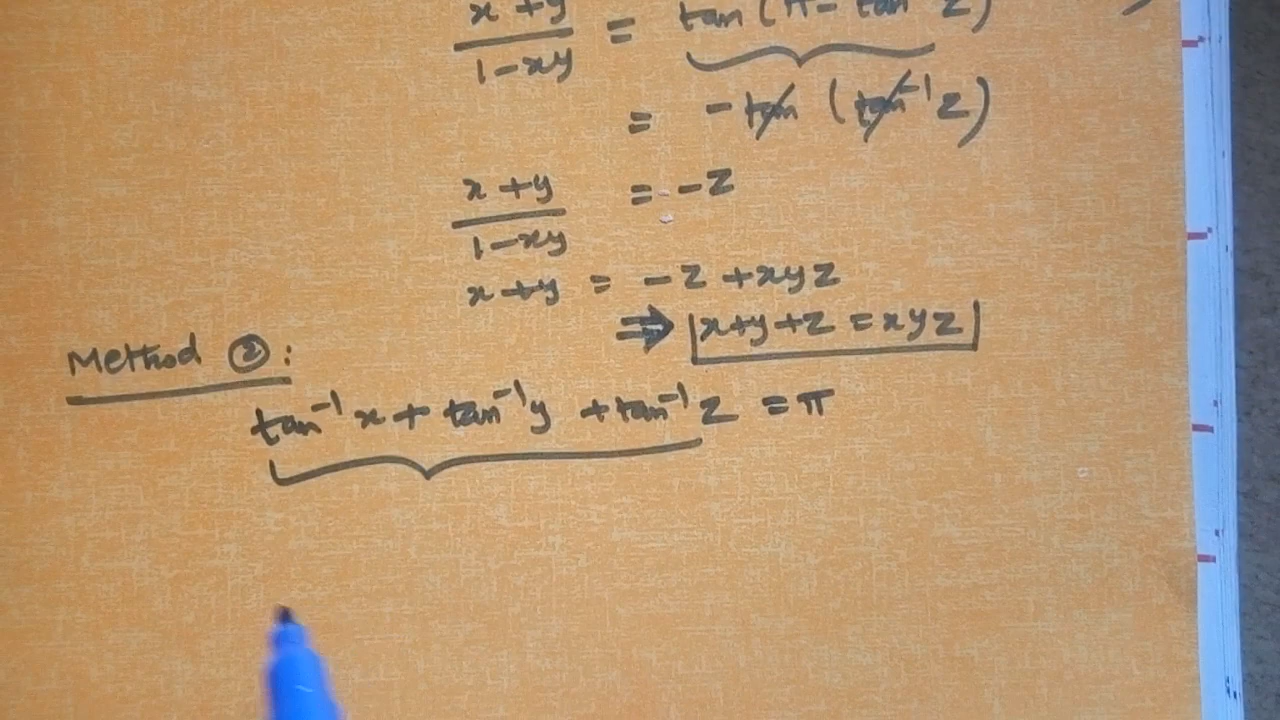 x+y / 1-xy = tan (π - tan⁻¹ z)
= - tan (tan⁻¹ z)
x+y / 1-xy = -z
x+y = -z + xyz
⇒ x+y+z = xyz
Method ②:
tan⁻¹ x + tan⁻¹ y + tan⁻¹ z = π